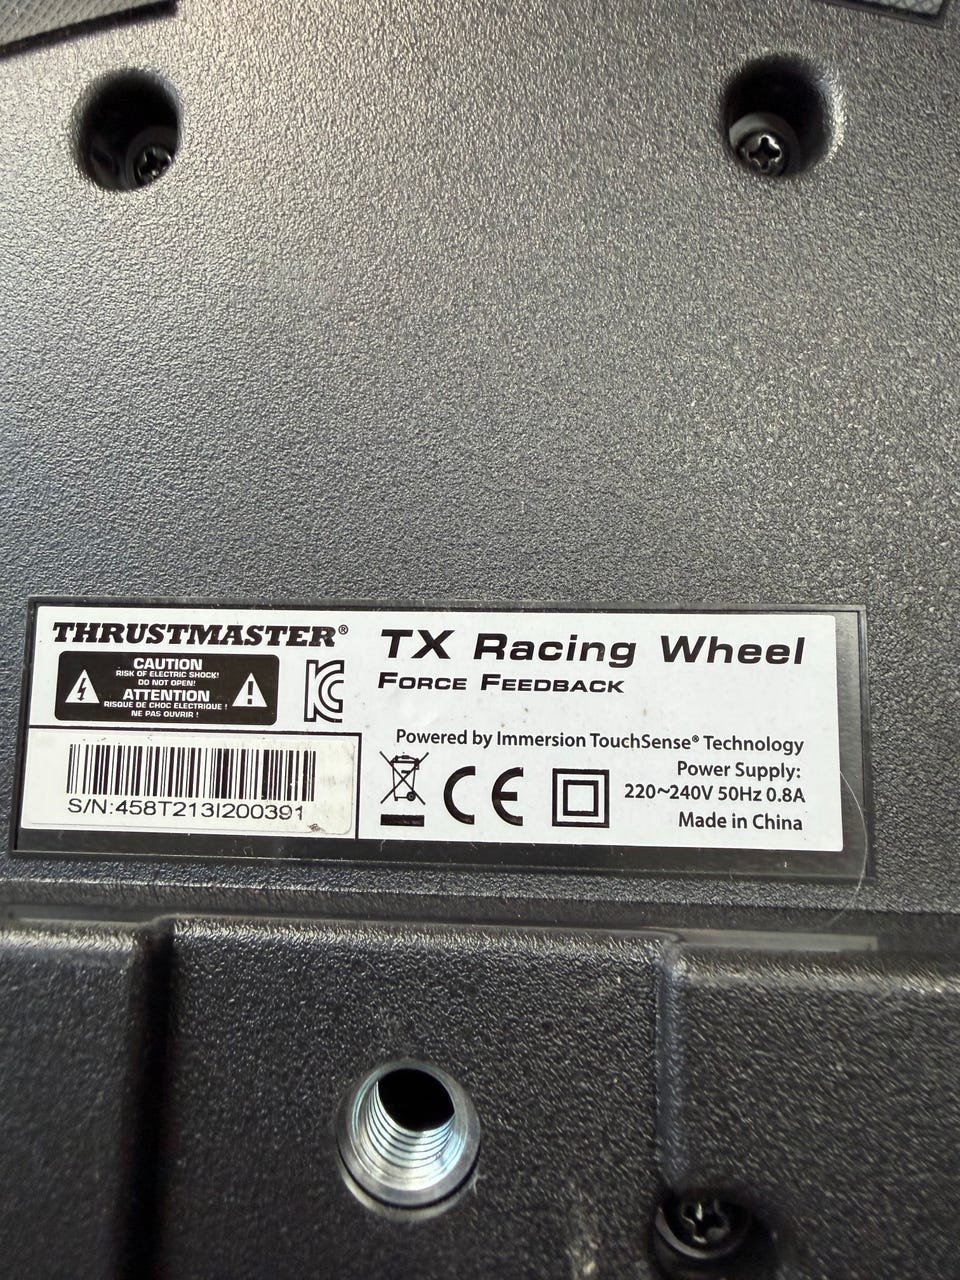 THRUSTMASTER®
CAUTION
RISK OF ELECTRIC SHOCK!
DO NOT OPEN!
ATTENTION
RISQUE DE CHOC ELECTRIQUE !
NE PAS OUVRIR !
S/N:458T213I200391
TX Racing Wheel
FORCE FEEDBACK
Powered by Immersion TouchSense® Technology
Power Supply:
CE
220~240V 50Hz 0.8A
Made in China